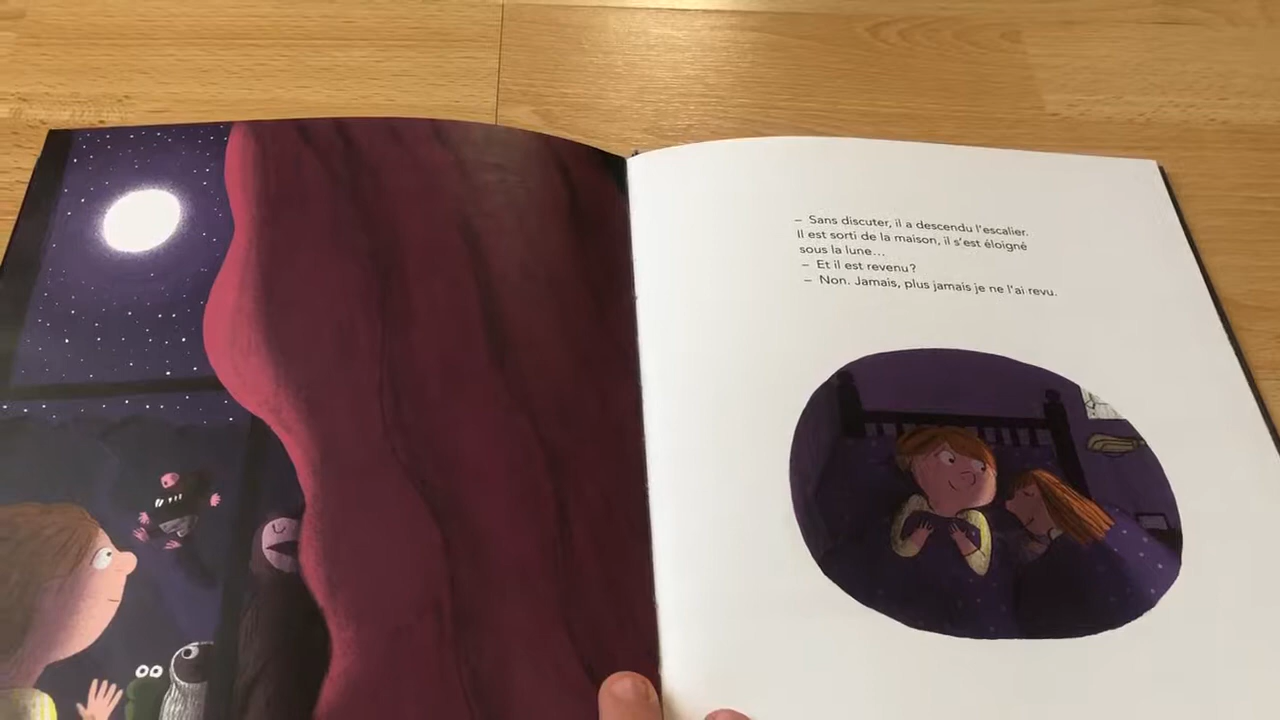 – Sans discuter, il a descendu l'escalier.
Il est sorti de la maison, il s'est éloigné
sous la lune…
– Et il est revenu?
– Non. Jamais, plus jamais je ne l'ai revu.